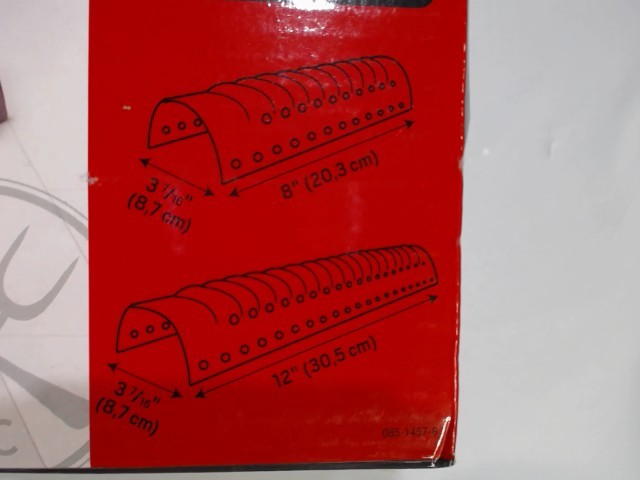 8" (20,3 cm)
3 7/16"
(8,7 cm)
12" (30,5 cm)
3 7/16"
(8,7 cm)
C